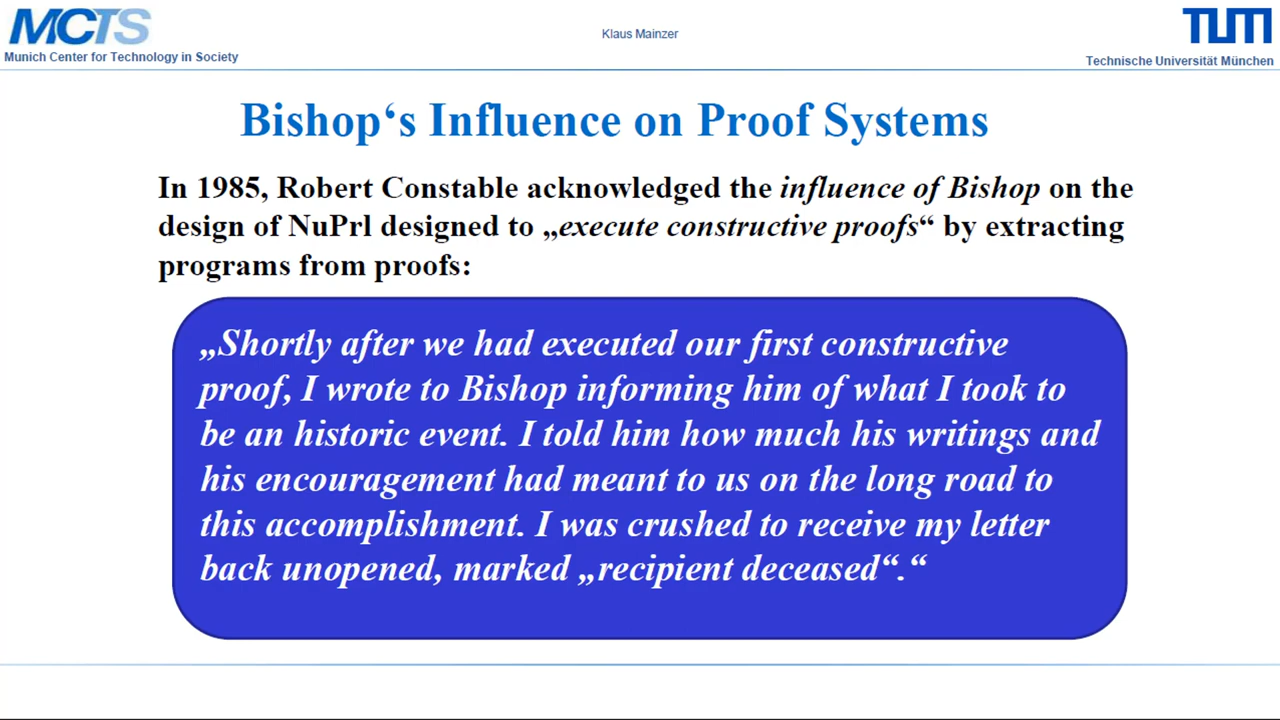 MCTS
Munich Center for Technology in Society
Klaus Mainzer
TUM
Technische Universität München
Bishop‘s Influence on Proof Systems
In 1985, Robert Constable acknowledged the influence of Bishop on the
design of NuPrl designed to „execute constructive proofs“ by extracting
programs from proofs:
„Shortly after we had executed our first constructive
proof, I wrote to Bishop informing him of what I took to
be an historic event. I told him how much his writings and
his encouragement had meant to us on the long road to
this accomplishment. I was crushed to receive my letter
back unopened, marked „recipient deceased“.“